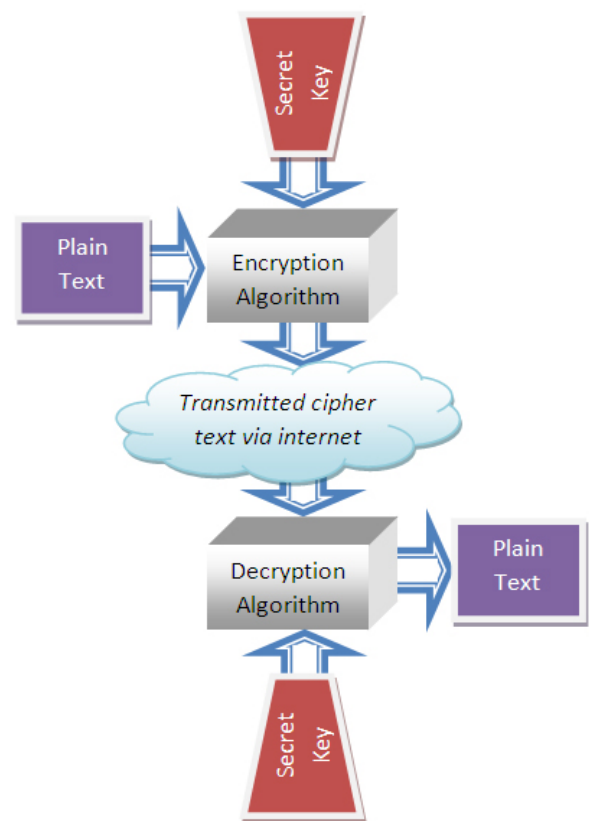 Secret
Key
Plain
Text
Encryption
Algorithm
Transmitted cipher
text via internet
Decryption
Algorithm
Plain
Text
Secret
Key